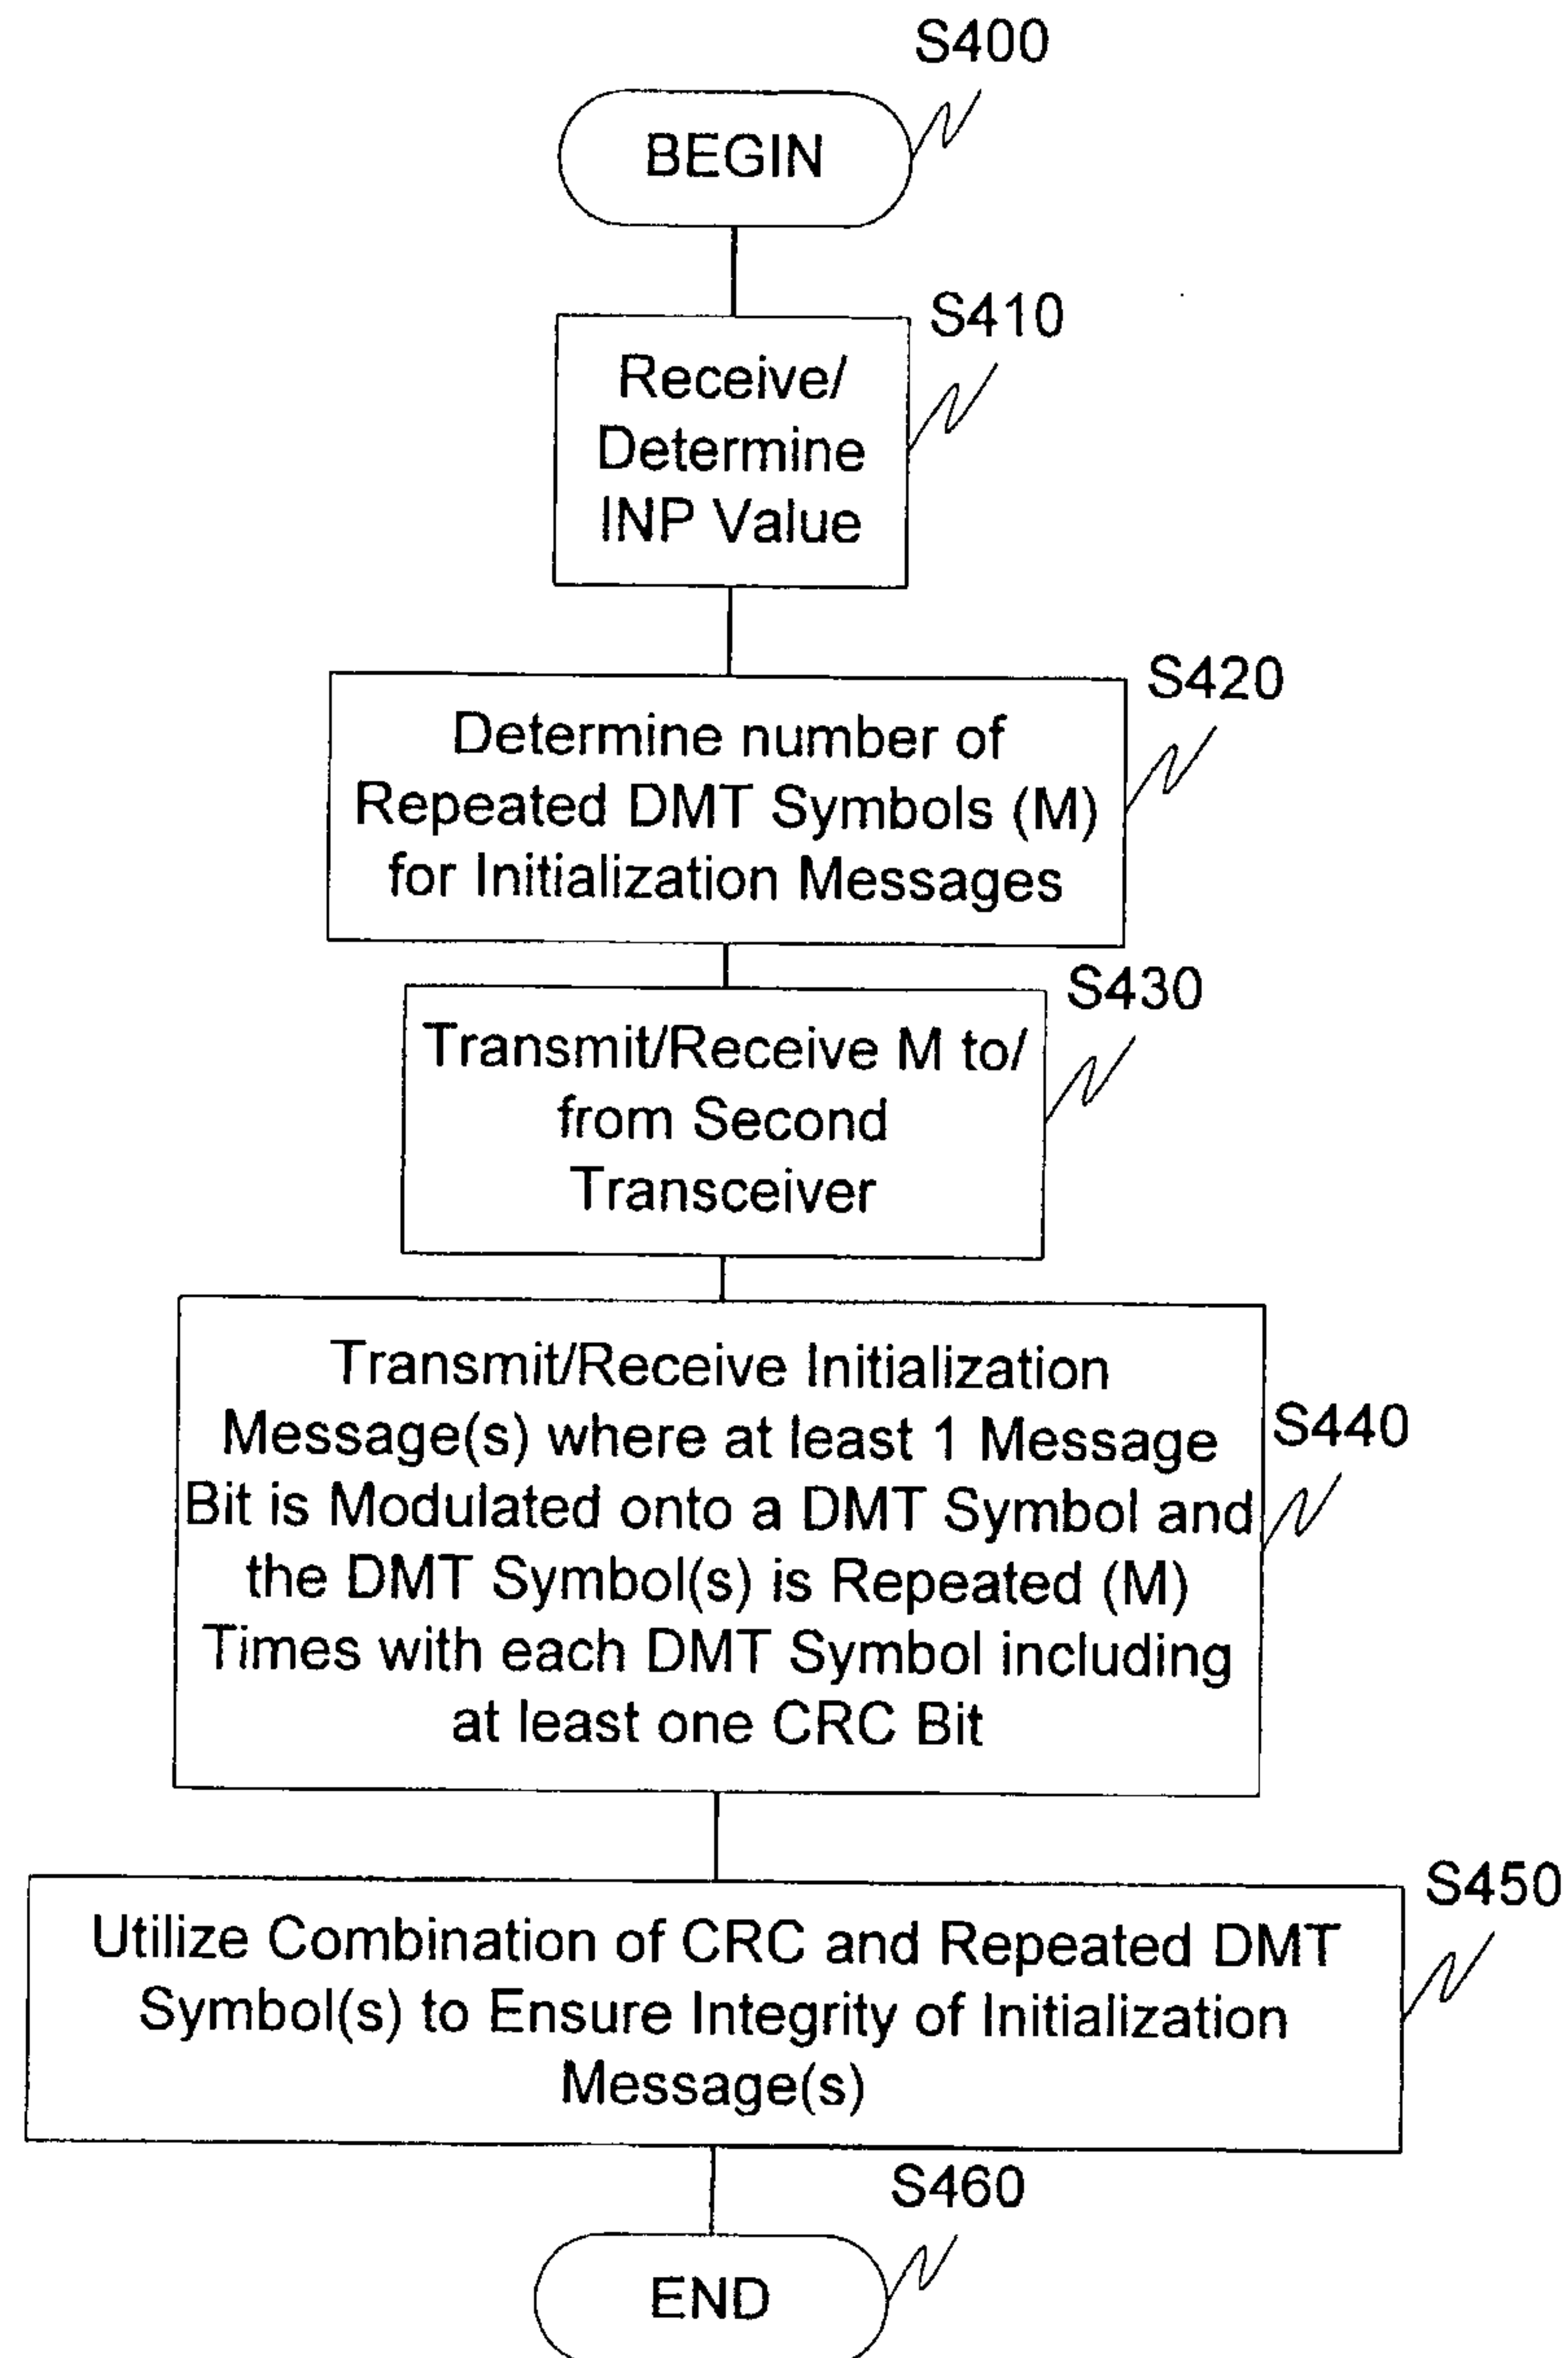 S400
BEGIN
S410
Receive/
Determine
INP Value
S420
Determine number of
Repeated DMT Symbols (M)
for Initialization Messages
S430
Transmit/Receive M to/
from Second
Transceiver
S440
Transmit/Receive Initialization
Message(s) where at least 1 Message
Bit is Modulated onto a DMT Symbol and
the DMT Symbol(s) is Repeated (M)
Times with each DMT Symbol including
at least one CRC Bit
S450
Utilize Combination of CRC and Repeated DMT
Symbol(s) to Ensure Integrity of Initialization
Message(s)
S460
END